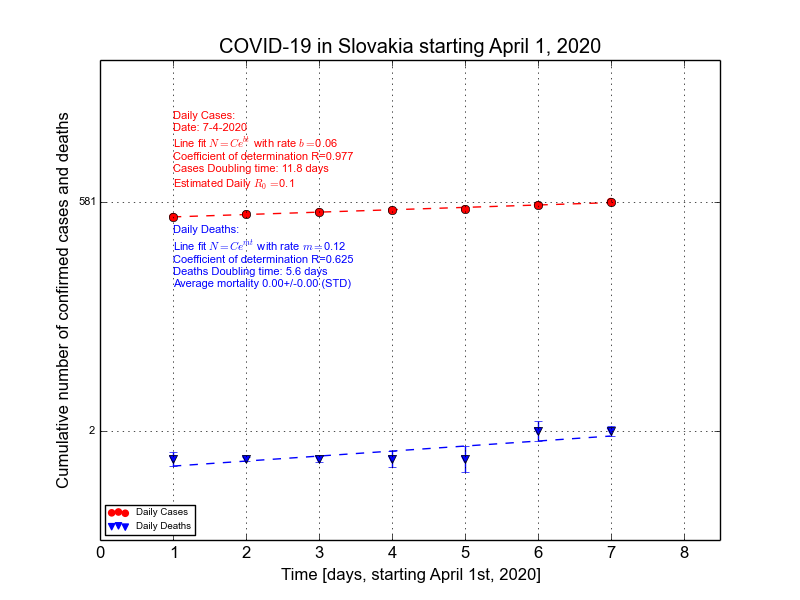 COVID-19 in Slovakia starting April 1, 2020
Cumulative number of confirmed cases and deaths
Daily Cases:
Date: 7-4-2020
Line fit N = Ce^{bt} with rate b = 0.06
Coefficient of determination R=0.977
Cases Doubling time: 11.8 days
Estimated Daily R_0 = 0.1
581
Daily Deaths:
Line fit N = Ce^{mt} with rate m = 0.12
Coefficient of determination R=0.625
Deaths Doubling time: 5.6 days
Average mortality 0.00+/-0.00 (STD)
2
Daily Cases
Daily Deaths
0 1 2 3 4 5 6 7 8
Time [days, starting April 1st, 2020]